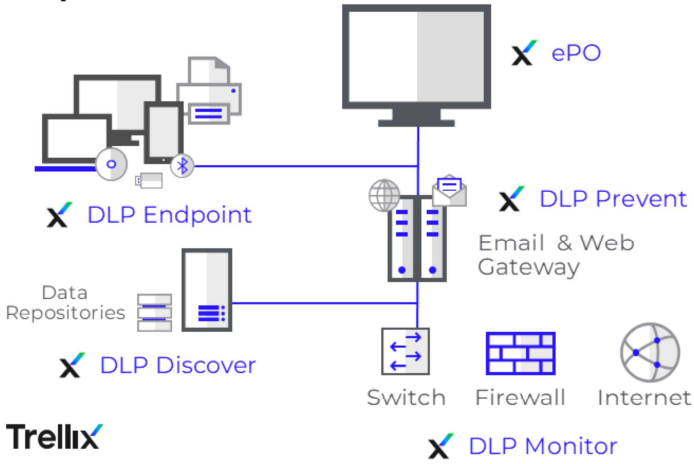 ePO
DLP Endpoint
DLP Prevent
Email & Web
Gateway
Data
Repositories
DLP Discover
Switch
Firewall
Internet
Trellix
DLP Monitor